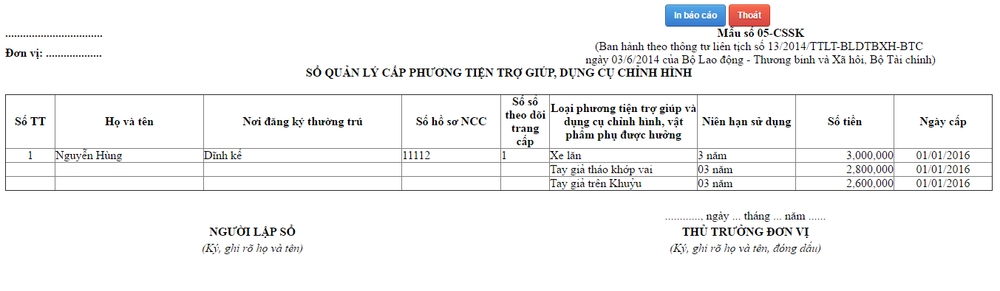 In báo cáo Thoát
.................................
Mẫu số 05-CSSK
(Ban hành theo thông tư liên tịch số 13/2014/TTLT-BLDTBXH-BTC
Đơn vị: ...................
ngày 03/6/2014 của Bộ Lao động - Thương binh và Xã hôi, Bộ Tài chính)
SỔ QUẢN LÝ CẤP PHƯƠNG TIỆN TRỢ GIÚP, DỤNG CỤ CHỈNH HÌNH
Số TT Họ và tên Nơi đăng ký thường trú Số hồ sơ NCC Số sổ theo dõi trang cấp Loại phương tiện trợ giúp và dụng cụ chỉnh hình, vật phẩm phụ được hưởng Niên hạn sử dụng Số tiền Ngày cấp
1 Nguyễn Hùng Dĩnh kế 11112 1 Xe lăn 3 năm 3,000,000 01/01/2016
Tay giả tháo khớp vai 03 năm 2,800,000 01/01/2016
Tay giả trên Khuỷu 03 năm 2,600,000 01/01/2016
............, ngày ... tháng ... năm ......
NGƯỜI LẬP SỔ THỦ TRƯỞNG ĐƠN VỊ
(Ký, ghi rõ họ và tên) (Ký, ghi rõ họ và tên, đóng dấu)